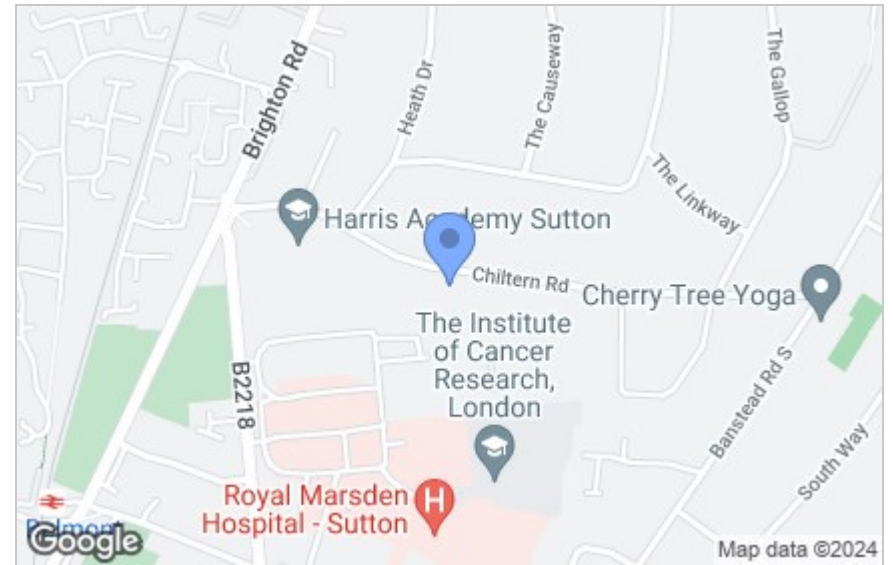 Brighton Rd
Heath Dr
The Causeway
The Gallop
The Linkway
Harris Academy Sutton
Chiltern Rd
Cherry Tree Yoga
The Institute
of Cancer
Research,
London
B2218
Banstead Rd S
South Way
Royal Marsden
Hospital - Sutton
H
Belmont
Google
Map data ©2024